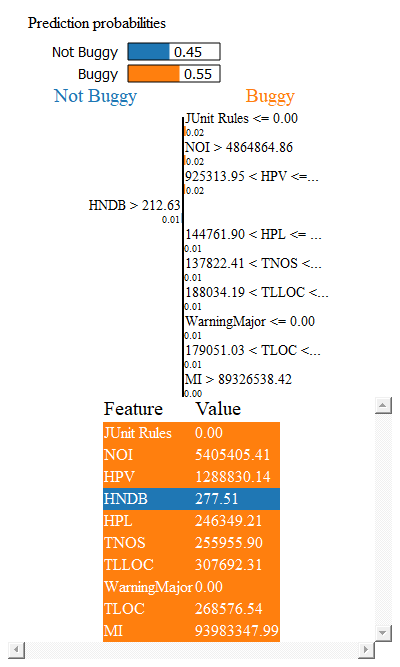 Prediction probabilities
Not Buggy 0.45
Buggy 0.55
Not Buggy Buggy
JUnit Rules <= 0.00
0.02
NOI > 4864864.86
0.02
925313.95 < HPV <=...
0.02
HNDB > 212.63
0.01
144761.90 < HPL <= ...
0.01
137822.41 < TNOS <...
0.01
188034.19 < TLLOC <...
0.01
WarningMajor <= 0.00
0.01
179051.03 < TLOC <...
0.01
MI > 89326538.42
0.00
Feature Value
JUnit Rules 0.00
NOI 5405405.41
HPV 1288830.14
HNDB 277.51
HPL 246349.21
TNOS 255955.90
TLLOC 307692.31
WarningMajor 0.00
TLOC 268576.54
MI 93983347.99